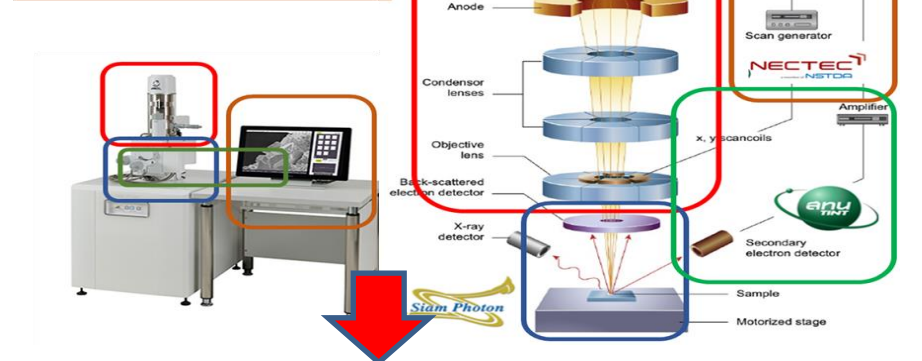 Anode
Scan generator
NECTEC
NSTDA
Condensor
lenses
Amplifier
x, y scancoils
Objective
lens
Back-scattered
electron detector
X-ray
detector
anu
TINT
Secondary
electron detector
Siam Photon
Sample
Motorized stage